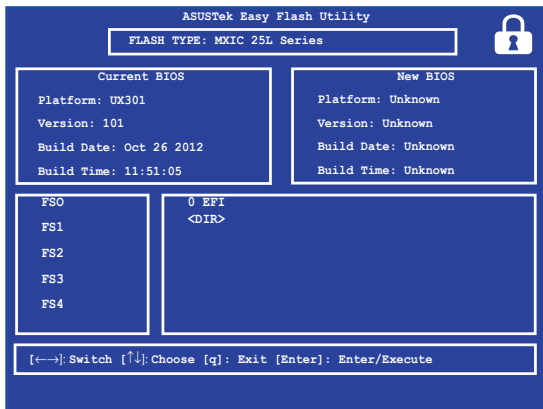 ASUSTek Easy Flash Utility
FLASH TYPE: MXIC 25L Series
Current BIOS
Platform: UX301
Version: 101
Build Date: Oct 26 2012
Build Time: 11:51:05
New BIOS
Platform: Unknown
Version: Unknown
Build Date: Unknown
Build Time: Unknown
FSO
FS1
FS2
FS3
FS4
0 EFI
<DIR>
[←→]: Switch [↑↓]: Choose [q]: Exit [Enter]: Enter/Execute